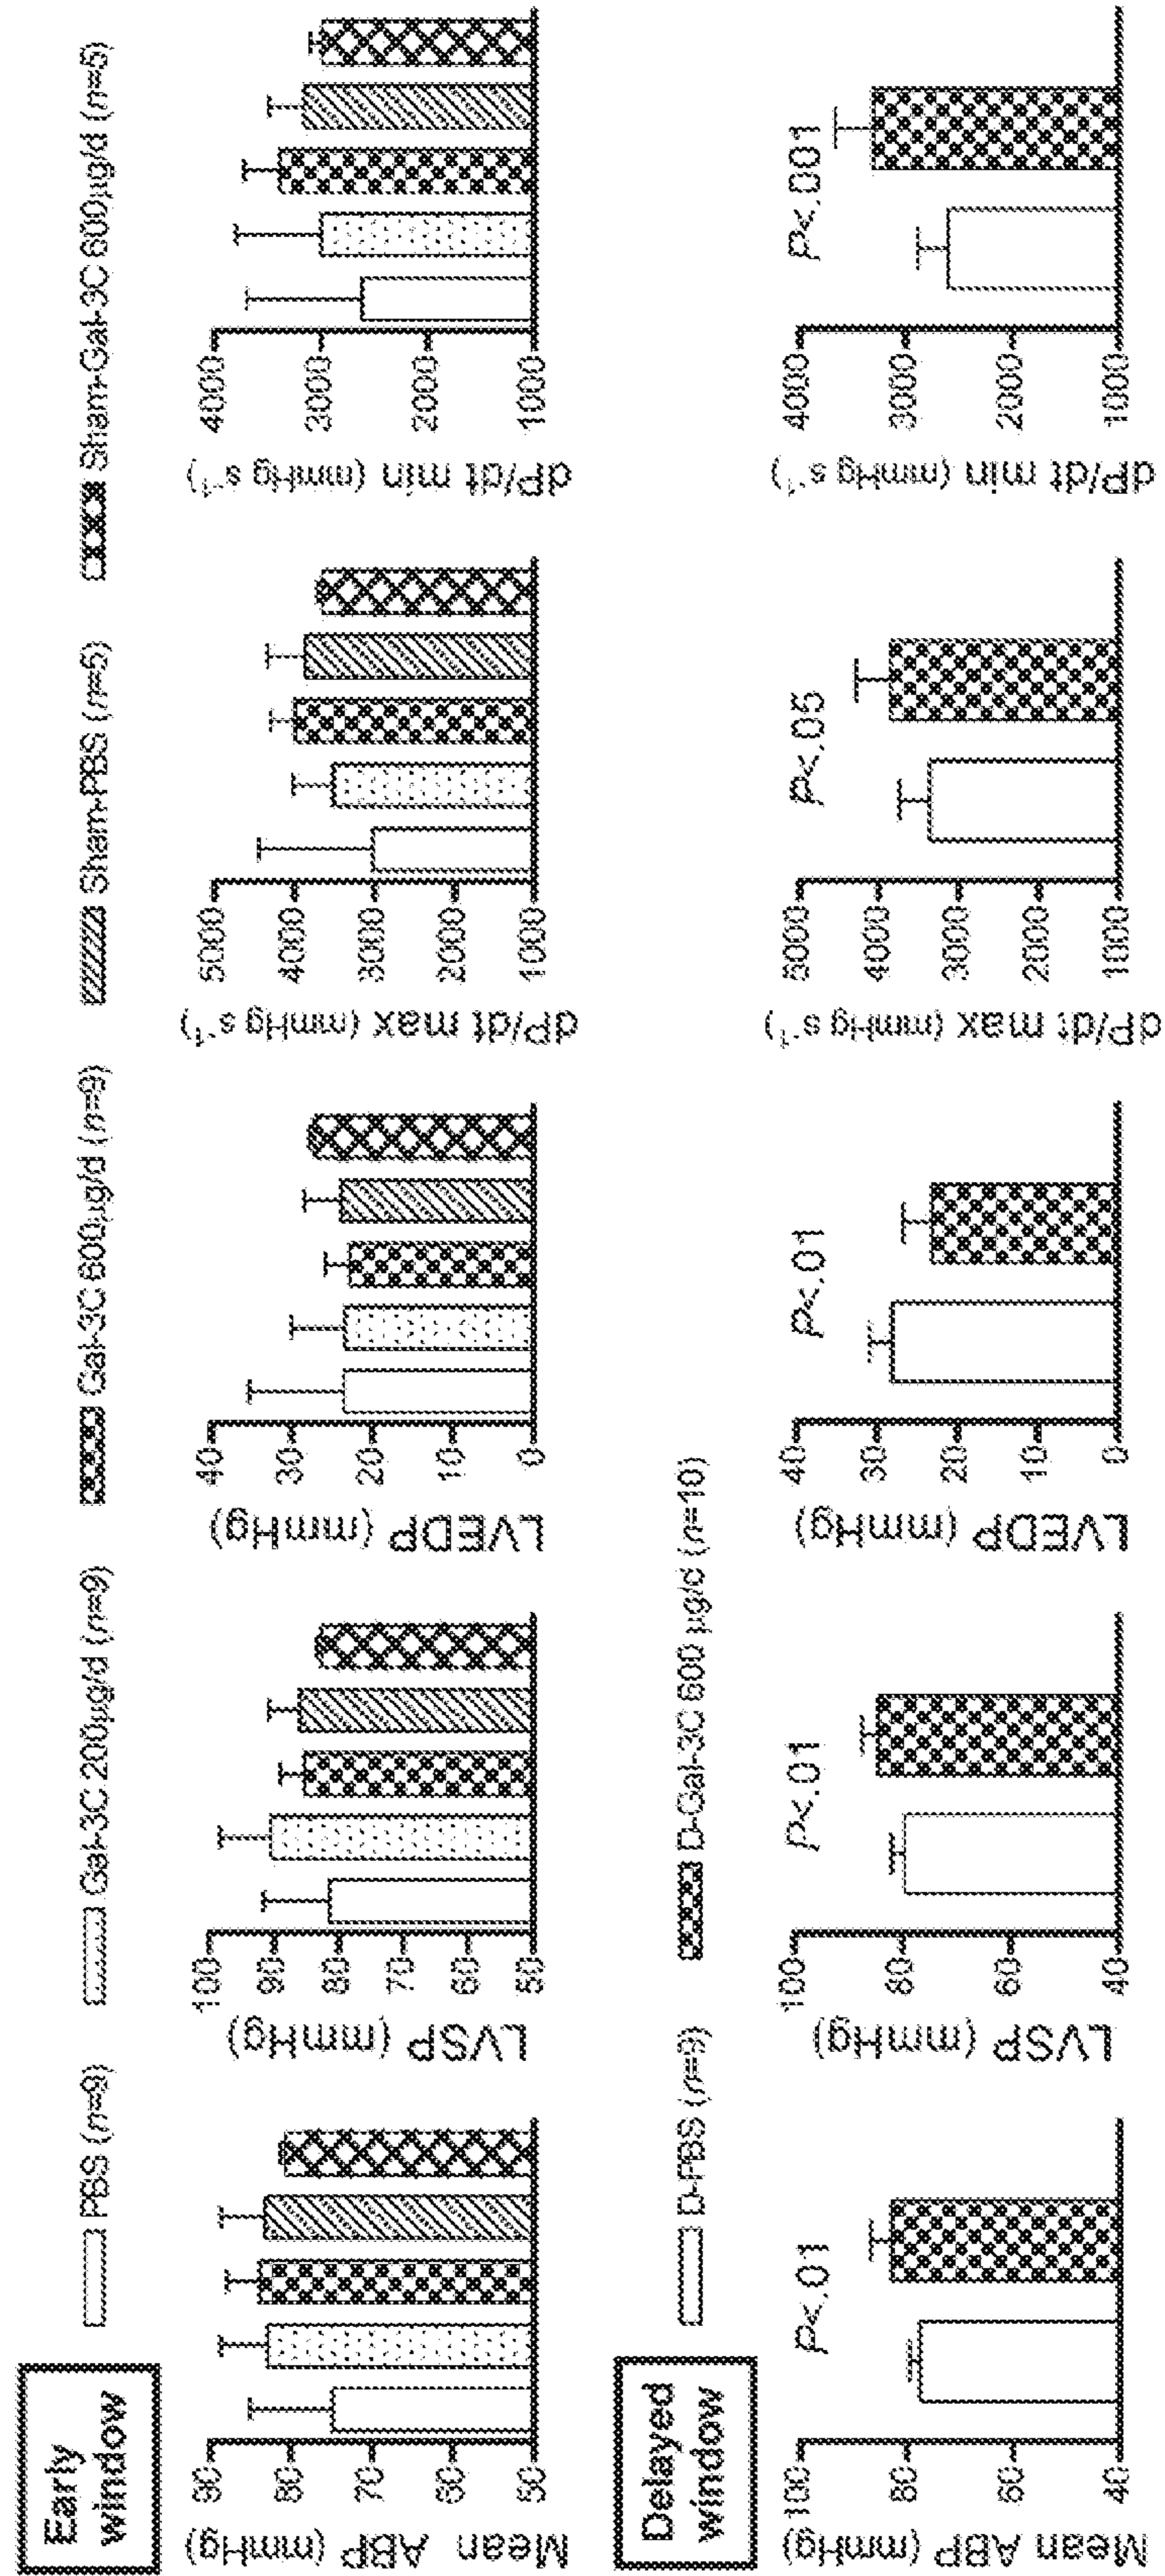 Early
window
PBS (n=9)
Gal-3C 200µg/d (n=9)
Gal-3C 600µg/d (n=9)
Sham-PBS (n=5)
Sham-Gal-3C 600µg/d (n=5)
Mean ABP (mmHg)
90
80
70
60
50
LVSP (mmHg)
100
90
80
70
60
50
LVEDP (mmHg)
40
30
20
10
0
dP/dt max (mmHg s⁻¹)
5000
4000
3000
2000
1000
dP/dt min (mmHg s⁻¹)
4000
3000
2000
1000
Delayed
window
D-PBS (n=9)
D-Gal-3C 600 µg/d (n=10)
Mean ABP (mmHg)
100
80
60
40
P<.01
LVSP (mmHg)
100
80
60
40
P<.01
LVEDP (mmHg)
40
30
20
10
0
P<.01
dP/dt max (mmHg s⁻¹)
5000
4000
3000
2000
1000
P<.05
dP/dt min (mmHg s⁻¹)
4000
3000
2000
1000
P<.001